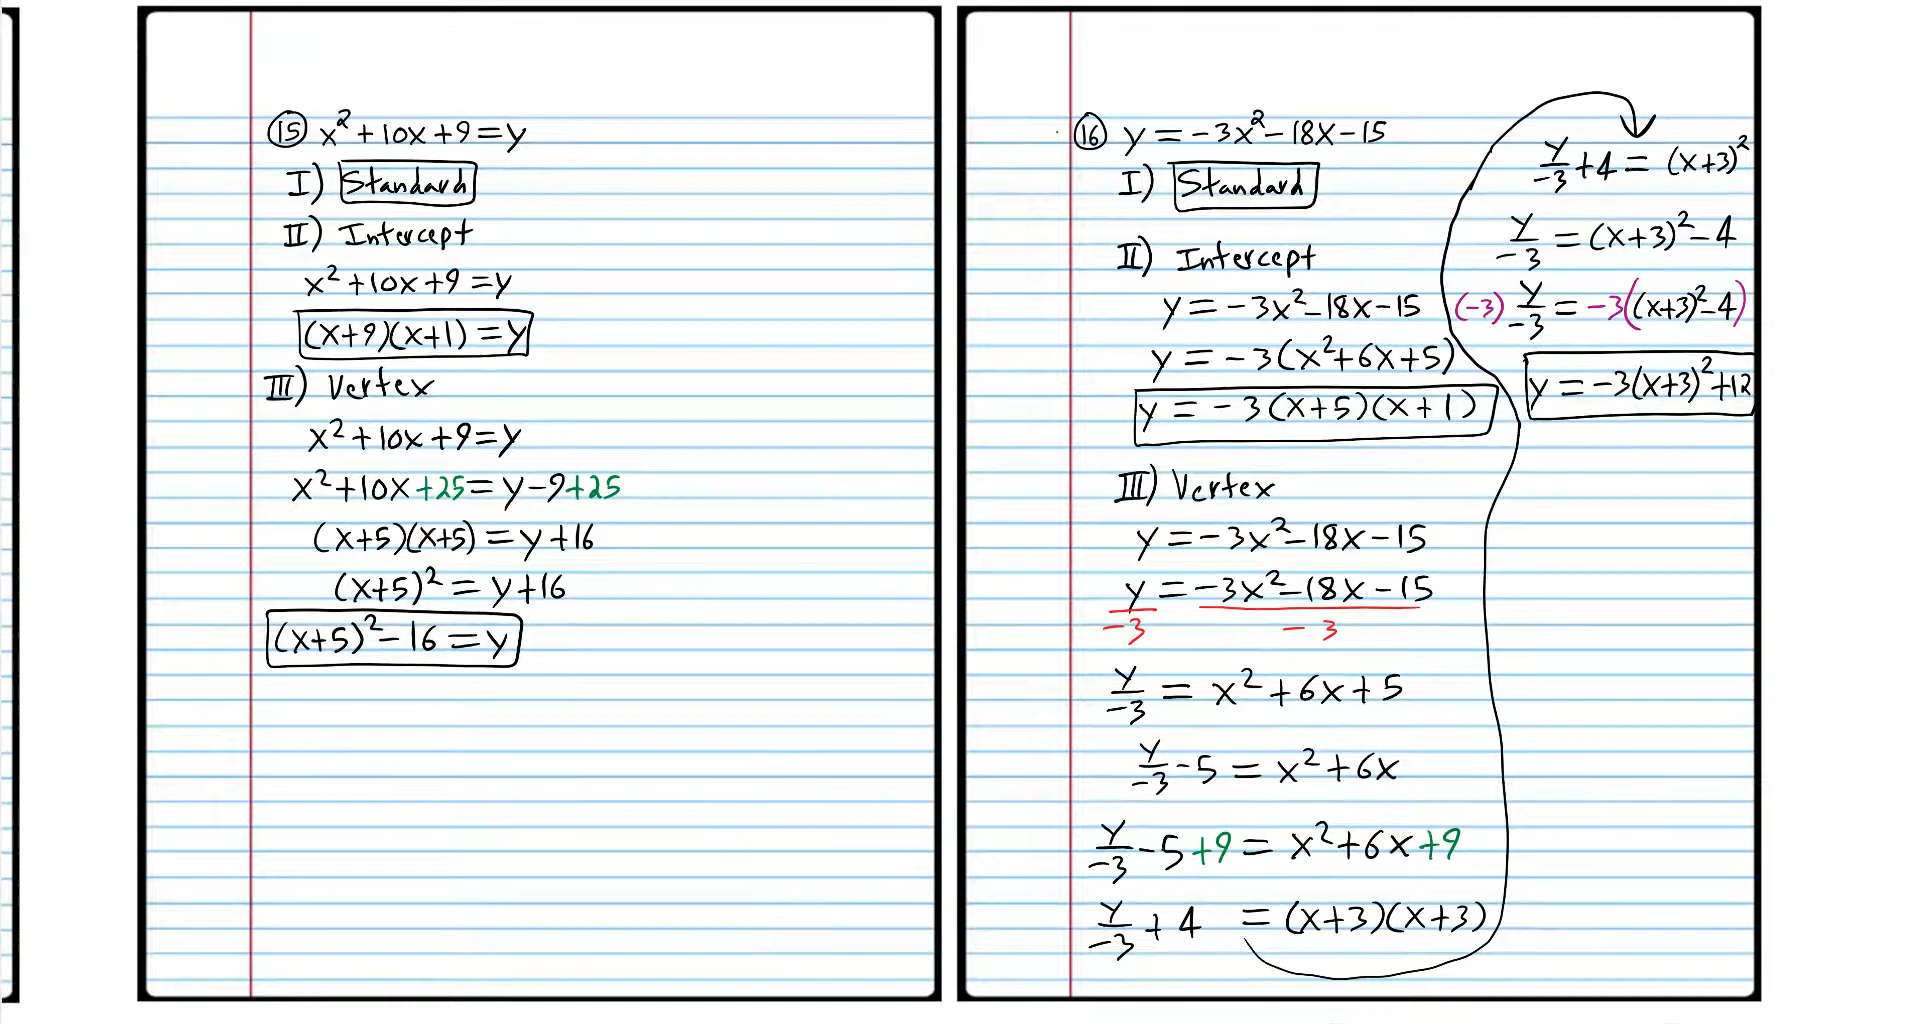 ⑮ x²+10x+9=y
I) Standard
II) Intercept
x²+10x+9=y
(x+9)(x+1)=y
III) Vertex
x²+10x+9=y
x²+10x+25=y-9+25
(x+5)(x+5)=y+16
(x+5)²=y+16
(x+5)²-16=y
⑯ y=-3x²-18x-15
I) Standard
II) Intercept
y=-3x²-18x-15
y=-3(x²+6x+5)
y=-3(x+5)(x+1)
III) Vertex
y=-3x²-18x-15
y/-3=-3x²-18x-15/-3
y/-3=x²+6x+5
y/-3-5=x²+6x
y/-3-5+9=x²+6x+9
y/-3+4=(x+3)(x+3)
y/-3+4=(x+3)²
y/-3=(x+3)²-4
(-3)y/-3=-3((x+3)²-4)
y=-3(x+3)²+12